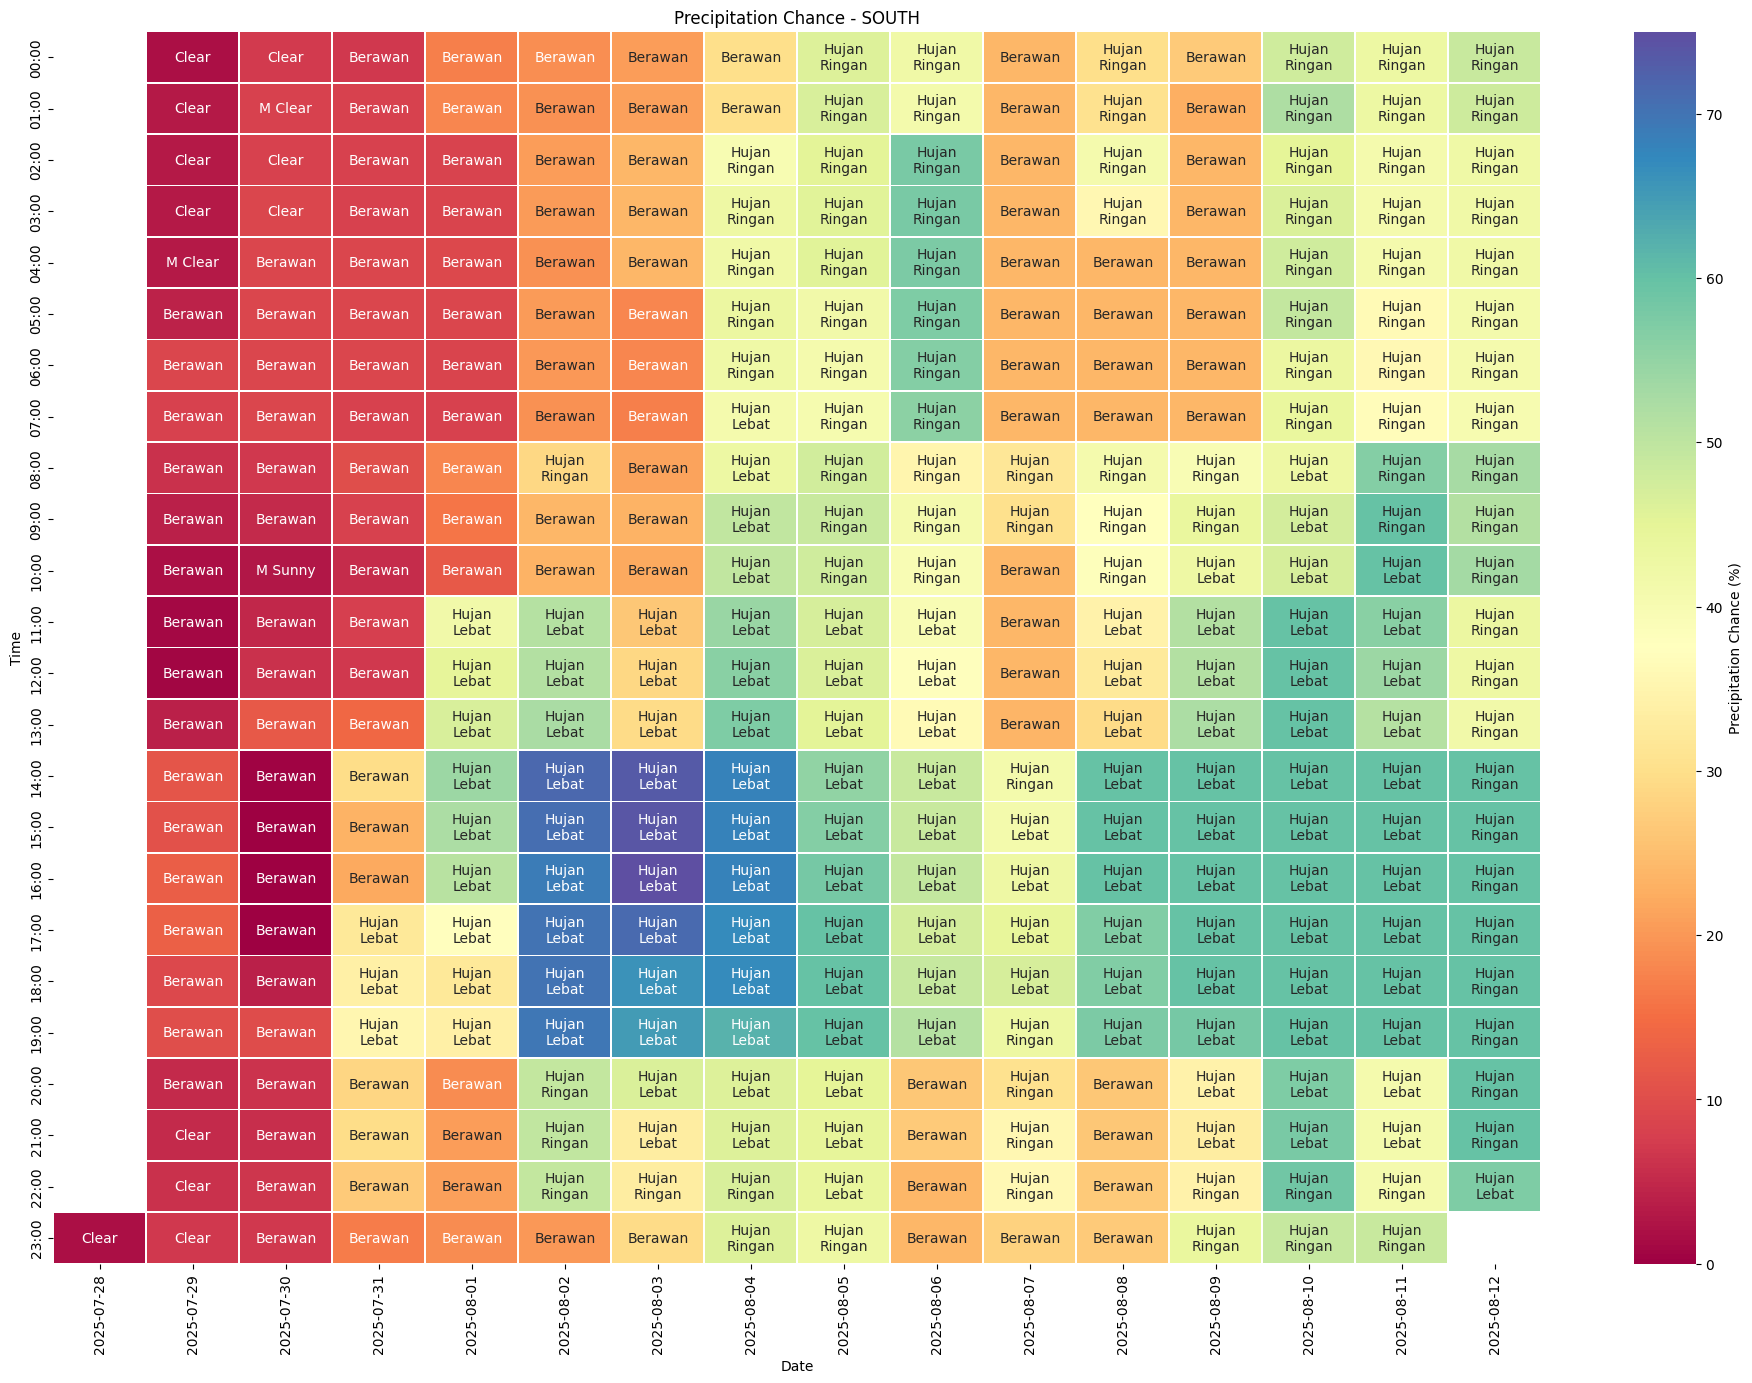 Precipitation Chance - SOUTH
00:00 Clear Clear Berawan Berawan Berawan Berawan Berawan Hujan Ringan Hujan Ringan Berawan Hujan Ringan Berawan Hujan Ringan Hujan Ringan Hujan Ringan
01:00 Clear M Clear Berawan Berawan Berawan Berawan Berawan Hujan Ringan Hujan Ringan Berawan Hujan Ringan Berawan Hujan Ringan Hujan Ringan Hujan Ringan
02:00 Clear Clear Berawan Berawan Berawan Berawan Hujan Ringan Hujan Ringan Hujan Ringan Berawan Hujan Ringan Berawan Hujan Ringan Hujan Ringan Hujan Ringan
03:00 Clear Clear Berawan Berawan Berawan Berawan Hujan Ringan Hujan Ringan Hujan Ringan Berawan Hujan Ringan Berawan Hujan Ringan Hujan Ringan Hujan Ringan
04:00 M Clear Berawan Berawan Berawan Berawan Berawan Hujan Ringan Hujan Ringan Hujan Ringan Berawan Berawan Berawan Hujan Ringan Hujan Ringan Hujan Ringan
05:00 Berawan Berawan Berawan Berawan Berawan Berawan Hujan Ringan Hujan Ringan Hujan Ringan Berawan Berawan Berawan Hujan Ringan Hujan Ringan Hujan Ringan
06:00 Berawan Berawan Berawan Berawan Berawan Berawan Hujan Ringan Hujan Ringan Hujan Ringan Berawan Berawan Berawan Hujan Ringan Hujan Ringan Hujan Ringan
07:00 Berawan Berawan Berawan Berawan Berawan Berawan Hujan Lebat Hujan Ringan Hujan Ringan Berawan Berawan Berawan Hujan Ringan Hujan Ringan Hujan Ringan
08:00 Berawan Berawan Berawan Berawan Hujan Ringan Berawan Hujan Lebat Hujan Ringan Hujan Ringan Hujan Ringan Hujan Ringan Hujan Ringan Hujan Lebat Hujan Ringan Hujan Ringan
09:00 Berawan Berawan Berawan Berawan Berawan Berawan Hujan Lebat Hujan Ringan Hujan Ringan Hujan Ringan Hujan Ringan Hujan Ringan Hujan Lebat Hujan Ringan Hujan Ringan
10:00 Berawan M Sunny Berawan Berawan Berawan Berawan Hujan Lebat Hujan Ringan Hujan Ringan Berawan Hujan Ringan Hujan Lebat Hujan Lebat Hujan Lebat Hujan Ringan
11:00 Berawan Berawan Berawan Hujan Lebat Hujan Lebat Hujan Lebat Hujan Lebat Hujan Lebat Hujan Lebat Berawan Hujan Lebat Hujan Lebat Hujan Lebat Hujan Lebat Hujan Ringan
12:00 Berawan Berawan Berawan Hujan Lebat Hujan Lebat Hujan Lebat Hujan Lebat Hujan Lebat Hujan Lebat Berawan Hujan Lebat Hujan Lebat Hujan Lebat Hujan Lebat Hujan Ringan
13:00 Berawan Berawan Berawan Hujan Lebat Hujan Lebat Hujan Lebat Hujan Lebat Hujan Lebat Hujan Lebat Berawan Hujan Lebat Hujan Lebat Hujan Lebat Hujan Lebat Hujan Ringan
14:00 Berawan Berawan Berawan Hujan Lebat Hujan Lebat Hujan Lebat Hujan Lebat Hujan Lebat Hujan Lebat Hujan Ringan Hujan Lebat Hujan Lebat Hujan Lebat Hujan Lebat Hujan Ringan
15:00 Berawan Berawan Berawan Hujan Lebat Hujan Lebat Hujan Lebat Hujan Lebat Hujan Lebat Hujan Lebat Hujan Lebat Hujan Lebat Hujan Lebat Hujan Lebat Hujan Lebat Hujan Ringan
16:00 Berawan Berawan Berawan Hujan Lebat Hujan Lebat Hujan Lebat Hujan Lebat Hujan Lebat Hujan Lebat Hujan Lebat Hujan Lebat Hujan Lebat Hujan Lebat Hujan Lebat Hujan Ringan
17:00 Berawan Berawan Hujan Lebat Hujan Lebat Hujan Lebat Hujan Lebat Hujan Lebat Hujan Lebat Hujan Lebat Hujan Lebat Hujan Lebat Hujan Lebat Hujan Lebat Hujan Lebat Hujan Ringan
18:00 Berawan Berawan Hujan Lebat Hujan Lebat Hujan Lebat Hujan Lebat Hujan Lebat Hujan Lebat Hujan Lebat Hujan Lebat Hujan Lebat Hujan Lebat Hujan Lebat Hujan Lebat Hujan Ringan
19:00 Berawan Berawan Hujan Lebat Hujan Lebat Hujan Lebat Hujan Lebat Hujan Lebat Hujan Lebat Hujan Lebat Hujan Ringan Hujan Lebat Hujan Lebat Hujan Lebat Hujan Lebat Hujan Ringan
20:00 Berawan Berawan Berawan Berawan Hujan Ringan Hujan Lebat Hujan Lebat Hujan Lebat Berawan Hujan Ringan Berawan Hujan Lebat Hujan Lebat Hujan Lebat Hujan Ringan
21:00 Clear Berawan Berawan Berawan Hujan Ringan Hujan Lebat Hujan Lebat Hujan Lebat Berawan Hujan Ringan Berawan Hujan Lebat Hujan Lebat Hujan Lebat Hujan Ringan
22:00 Clear Berawan Berawan Berawan Hujan Ringan Hujan Ringan Hujan Ringan Hujan Lebat Berawan Hujan Ringan Berawan Hujan Ringan Hujan Ringan Hujan Ringan Hujan Lebat
23:00 Clear Clear Berawan Berawan Berawan Berawan Berawan Hujan Ringan Hujan Ringan Berawan Berawan Berawan Hujan Ringan Hujan Ringan Hujan Ringan
Time
2025-07-28
2025-07-29
2025-07-30
2025-07-31
2025-08-01
2025-08-02
2025-08-03
2025-08-04
2025-08-05
2025-08-06
2025-08-07
2025-08-08
2025-08-09
2025-08-10
2025-08-11
2025-08-12
Date
70
60
50
40
30
20
10
0
Precipitation Chance (%)